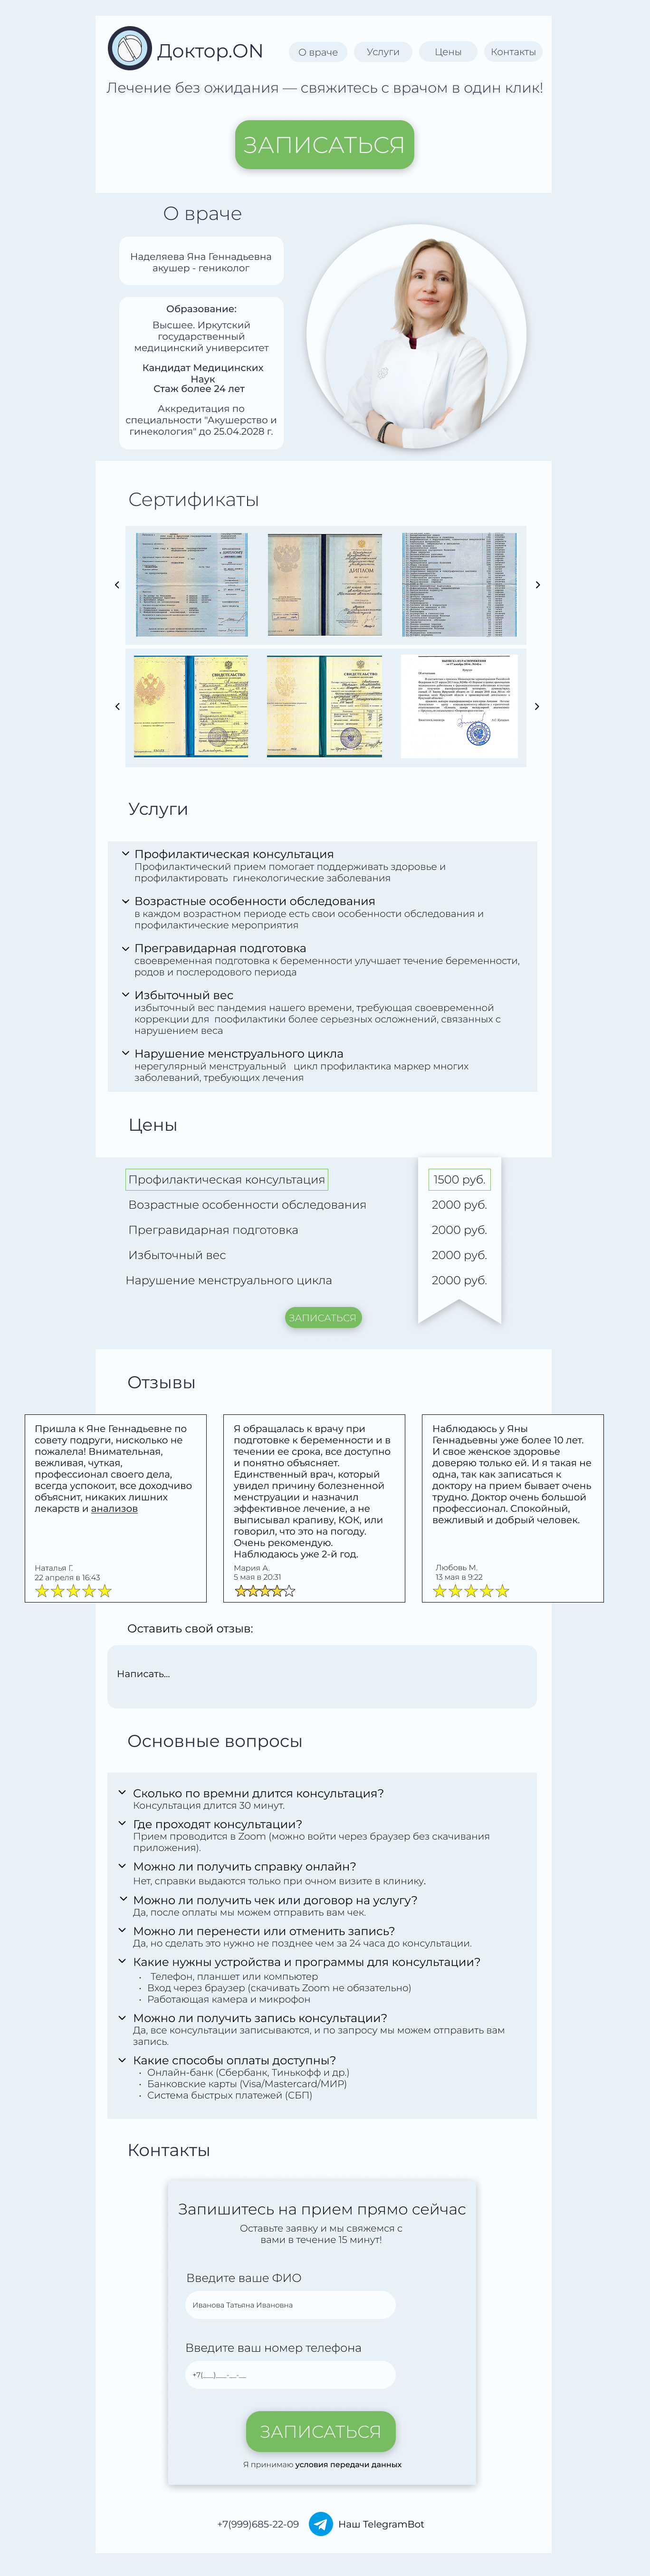 Доктор.ON
О враче
Услуги
Цены
Контакты
Лечение без ожидания — свяжитесь с врачом в один клик!
ЗАПИСАТЬСЯ
О враче
Наделяева Яна Геннадьевна
акушер - гениколог
Образование:
Высшее. Иркутский
государственный
медицинский университет
Кандидат Медицинских
Наук
Стаж более 24 лет
Аккредитация по
специальности "Акушерство и
гинекология" до 25.04.2028 г.
Сертификаты
ДИПЛОМ
СВИДЕТЕЛЬСТВО
СВИДЕТЕЛЬСТВО
Услуги
Профилактическая консультация
Профилактический прием помогает поддерживать здоровье и
профилактировать  гинекологические заболевания
Возрастные особенности обследования
в каждом возрастном периоде есть свои особенности обследования и
профилактические мероприятия
Прегравидарная подготовка
своевременная подготовка к беременности улучшает течение беременности,
родов и послеродового периода
Избыточный вес
избыточный вес пандемия нашего времени, требующая своевременной
коррекции для  поофилактики более серьезных осложнений, связанных с
нарушением веса
Нарушение менструального цикла
нерегулярный менструальный   цикл профилактика маркер многих
заболеваний, требующих лечения
Цены
Профилактическая консультация 1500 руб.
Возрастные особенности обследования 2000 руб.
Прегравидарная подготовка 2000 руб.
Избыточный вес 2000 руб.
Нарушение менструального цикла 2000 руб.
ЗАПИСАТЬСЯ
Отзывы
Пришла к Яне Геннадьевне по
совету подруги, нисколько не
пожалела! Внимательная,
вежливая, чуткая,
профессионал своего дела,
всегда успокоит, все доходчиво
объяснит, никаких лишних
лекарств и анализов
Наталья Г.
22 апреля в 16:43
Я обращалась к врачу при
подготовке к беременности и в
течении ее срока, все доступно
и понятно объясняет.
Единственный врач, который
увидел причину болезненной
менструации и назначил
эффективное лечение, а не
выписывал крапиву, КОК, или
говорил, что это на погоду.
Очень рекомендую.
Наблюдаюсь уже 2-й год.
Мария А.
5 мая в 20:31
Наблюдаюсь у Яны
Геннадьевны уже более 10 лет.
И свое женское здоровье
доверяю только ей. И я такая не
одна, так как записаться к
доктору на прием бывает очень
трудно. Доктор очень большой
профессионал. Спокойный,
вежливый и добрый человек.
Любовь М.
13 мая в 9:22
Оставить свой отзыв:
Написать...
Основные вопросы
Сколько по времни длится консультация?
Консультация длится 30 минут.
Где проходят консультации?
Прием проводится в Zoom (можно войти через браузер без скачивания
приложения).
Можно ли получить справку онлайн?
Нет, справки выдаются только при очном визите в клинику.
Можно ли получить чек или договор на услугу?
Да, после оплаты мы можем отправить вам чек.
Можно ли перенести или отменить запись?
Да, но сделать это нужно не позднее чем за 24 часа до консультации.
Какие нужны устройства и программы для консультации?
• Телефон, планшет или компьютер
• Вход через браузер (скачивать Zoom не обязательно)
• Работающая камера и микрофон
Можно ли получить запись консультации?
Да, все консультации записываются, и по запросу мы можем отправить вам
запись.
Какие способы оплаты доступны?
• Онлайн-банк (Сбербанк, Тинькофф и др.)
• Банковские карты (Visa/Mastercard/МИР)
• Система быстрых платежей (СБП)
Контакты
Запишитесь на прием прямо сейчас
Оставьте заявку и мы свяжемся с
вами в течение 15 минут!
Введите ваше ФИО
Иванова Татьяна Ивановна
Введите ваш номер телефона
+7(___)___-__-__
ЗАПИСАТЬСЯ
Я принимаю условия передачи данных
+7(999)685-22-09
Наш TelegramBot